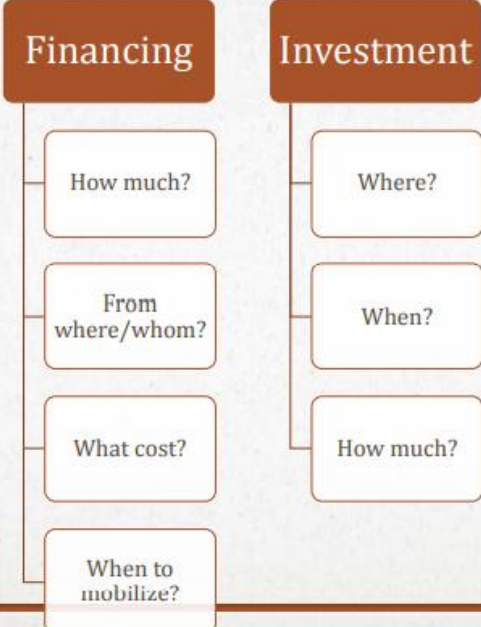 Financing
How much?
From
where/whom?
What cost?
When to
mobilize?
Investment
Where?
When?
How much?